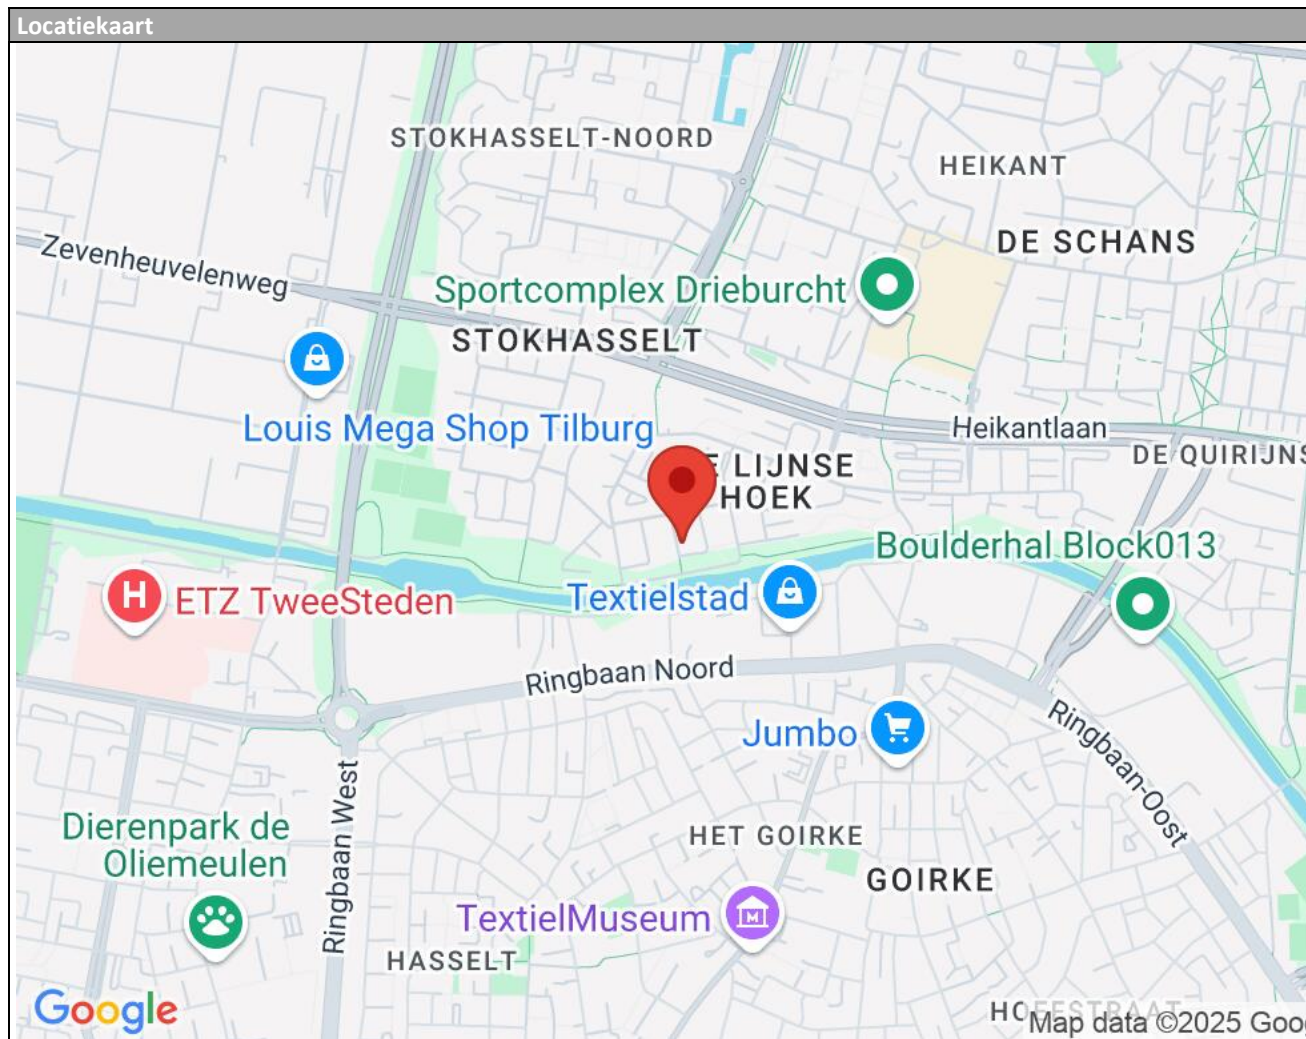 Locatiekaart
STOKHASSELT-NOORD
HEIKANT
DE SCHANS
Zevenheuvelenweg
Sportcomplex Drieburcht
STOKHASSELT
Louis Mega Shop Tilburg
Heikantlaan
DE QUIRIJNS
E LIJNSE
HOEK
Boulderhal Block013
H
ETZ TweeSteden
Textielstad
Ringbaan Noord
Jumbo
Ringbaan-Oost
Ringbaan West
Dierenpark de
Oliemeulen
HET GOIRKE
GOIRKE
TextielMuseum
M
HASSELT
Google
Map data ©2025 Goog